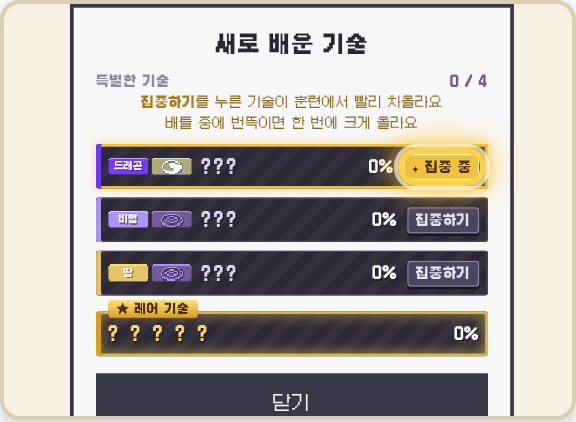 새로 배운 기술
특별한 기술 0 / 4
집중하기를 누른 기술이 훈련에서 빨리 차올라요
배틀 중에 번뜩이면 한 번에 크게 올라요
드래곤 ??? 0% 집중 중
비행 ??? 0% 집중하기
땅 ??? 0% 집중하기
★ 레어 기술
? ? ? ? ? 0%
닫기